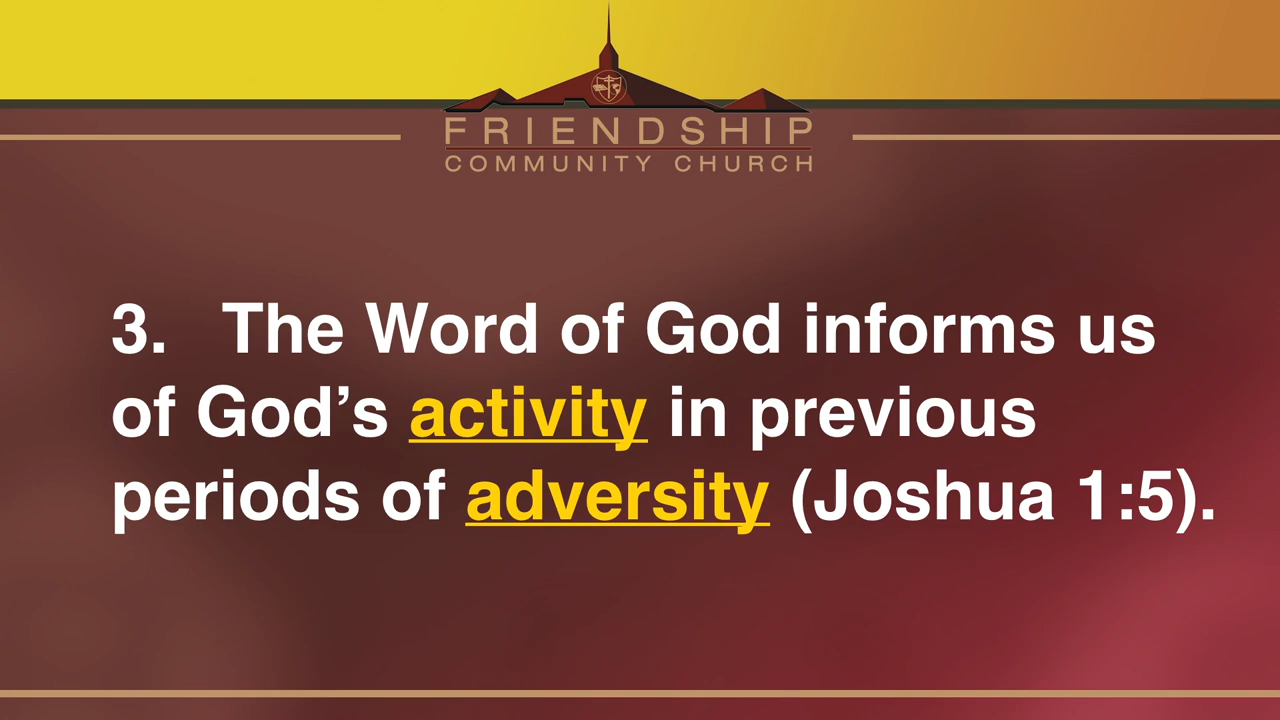 FRIENDSHIP
COMMUNITY CHURCH
3. The Word of God informs us
of God’s activity in previous
periods of adversity (Joshua 1:5).